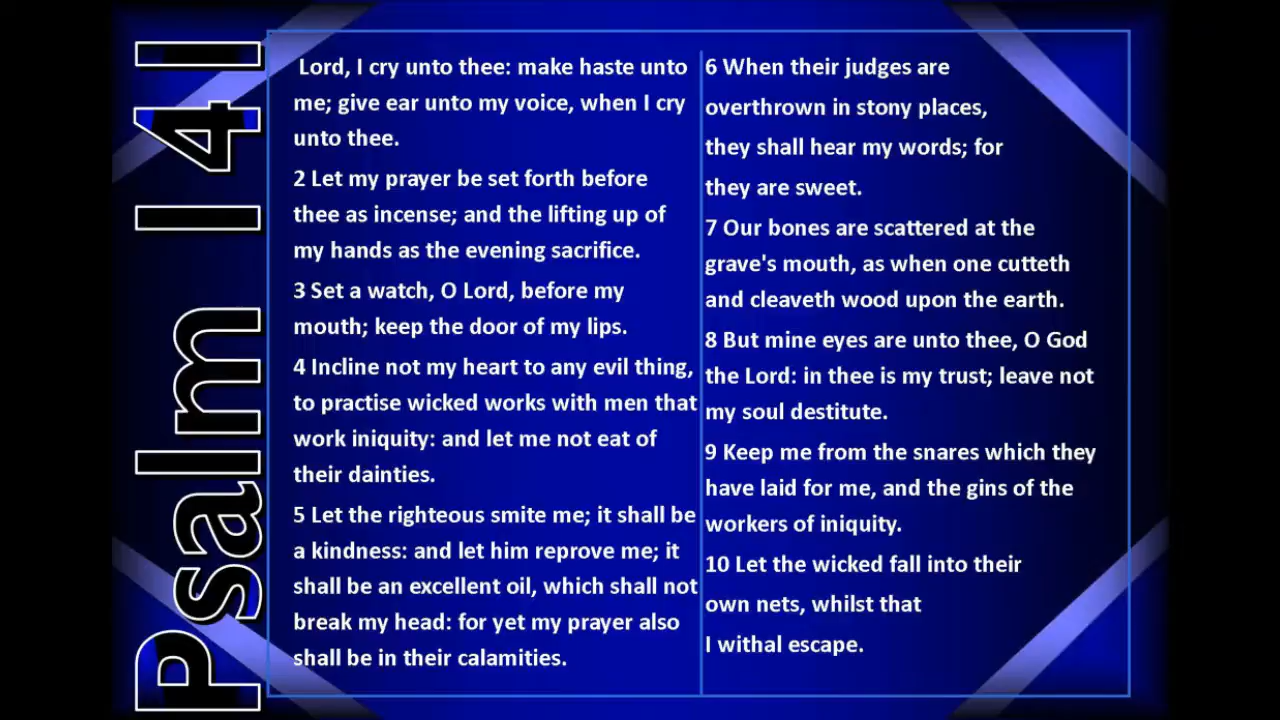 Psalm 141
Lord, I cry unto thee: make haste unto
me; give ear unto my voice, when I cry
unto thee.
2 Let my prayer be set forth before
thee as incense; and the lifting up of
my hands as the evening sacrifice.
3 Set a watch, O Lord, before my
mouth; keep the door of my lips.
4 Incline not my heart to any evil thing,
to practise wicked works with men that
work iniquity: and let me not eat of
their dainties.
5 Let the righteous smite me; it shall be
a kindness: and let him reprove me; it
shall be an excellent oil, which shall not
break my head: for yet my prayer also
shall be in their calamities.
6 When their judges are
overthrown in stony places,
they shall hear my words; for
they are sweet.
7 Our bones are scattered at the
grave's mouth, as when one cutteth
and cleaveth wood upon the earth.
8 But mine eyes are unto thee, O God
the Lord: in thee is my trust; leave not
my soul destitute.
9 Keep me from the snares which they
have laid for me, and the gins of the
workers of iniquity.
10 Let the wicked fall into their
own nets, whilst that
I withal escape.